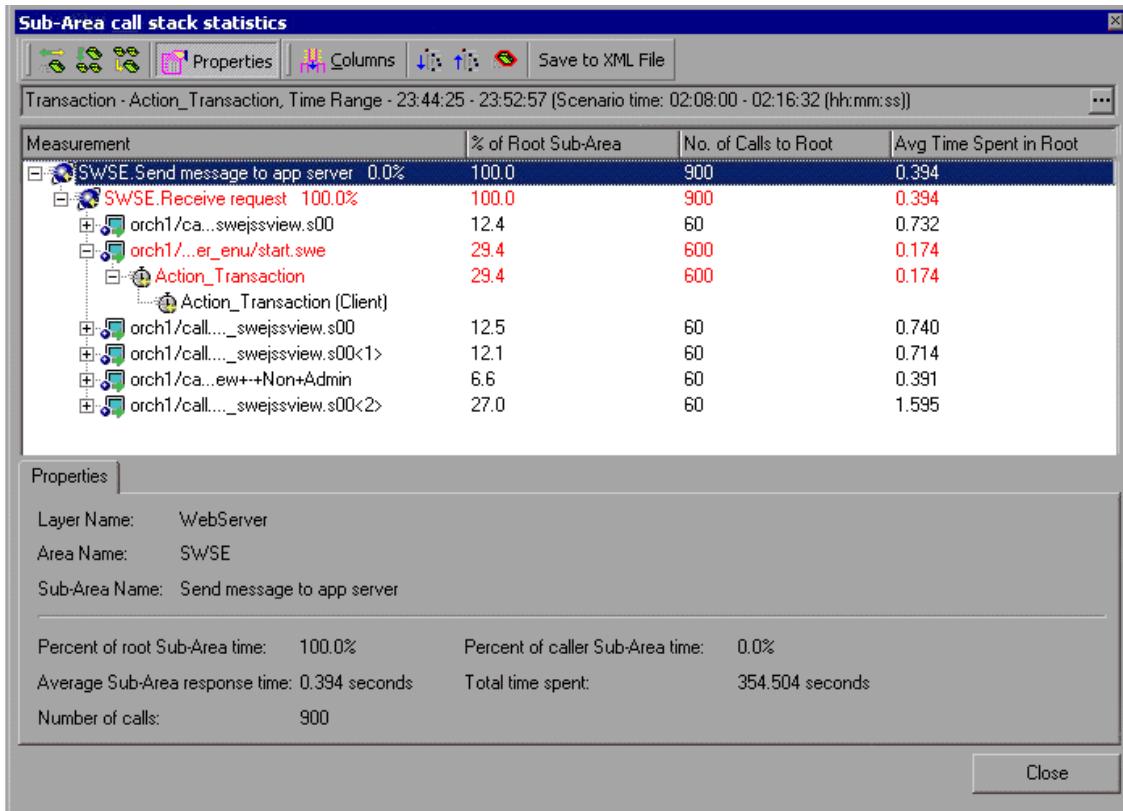 Sub-Area call stack statistics
Properties Columns Save to XML File
Transaction - Action_Transaction, Time Range - 23:44:25 - 23:52:57 (Scenario time: 02:08:00 - 02:16:32 (hh:mm:ss)) ...
Measurement % of Root Sub-Area No. of Calls to Root Avg Time Spent in Root
SWSE.Send message to app server 0.0% 100.0 900 0.394
SWSE.Receive request 100.0% 100.0 900 0.394
orch1/ca...swejssview.s00 12.4 60 0.732
orch1/...er_enu/start.swe 29.4 600 0.174
Action_Transaction 29.4 600 0.174
Action_Transaction (Client)
orch1/call...._swejssview.s00 12.5 60 0.740
orch1/call...._swejssview.s00<1> 12.1 60 0.714
orch1/ca...ew+-+Non+Admin 6.6 60 0.391
orch1/call...._swejssview.s00<2> 27.0 60 1.595
Properties
Layer Name: WebServer
Area Name: SWSE
Sub-Area Name: Send message to app server
Percent of root Sub-Area time: 100.0% Percent of caller Sub-Area time: 0.0%
Average Sub-Area response time: 0.394 seconds Total time spent: 354.504 seconds
Number of calls: 900
Close